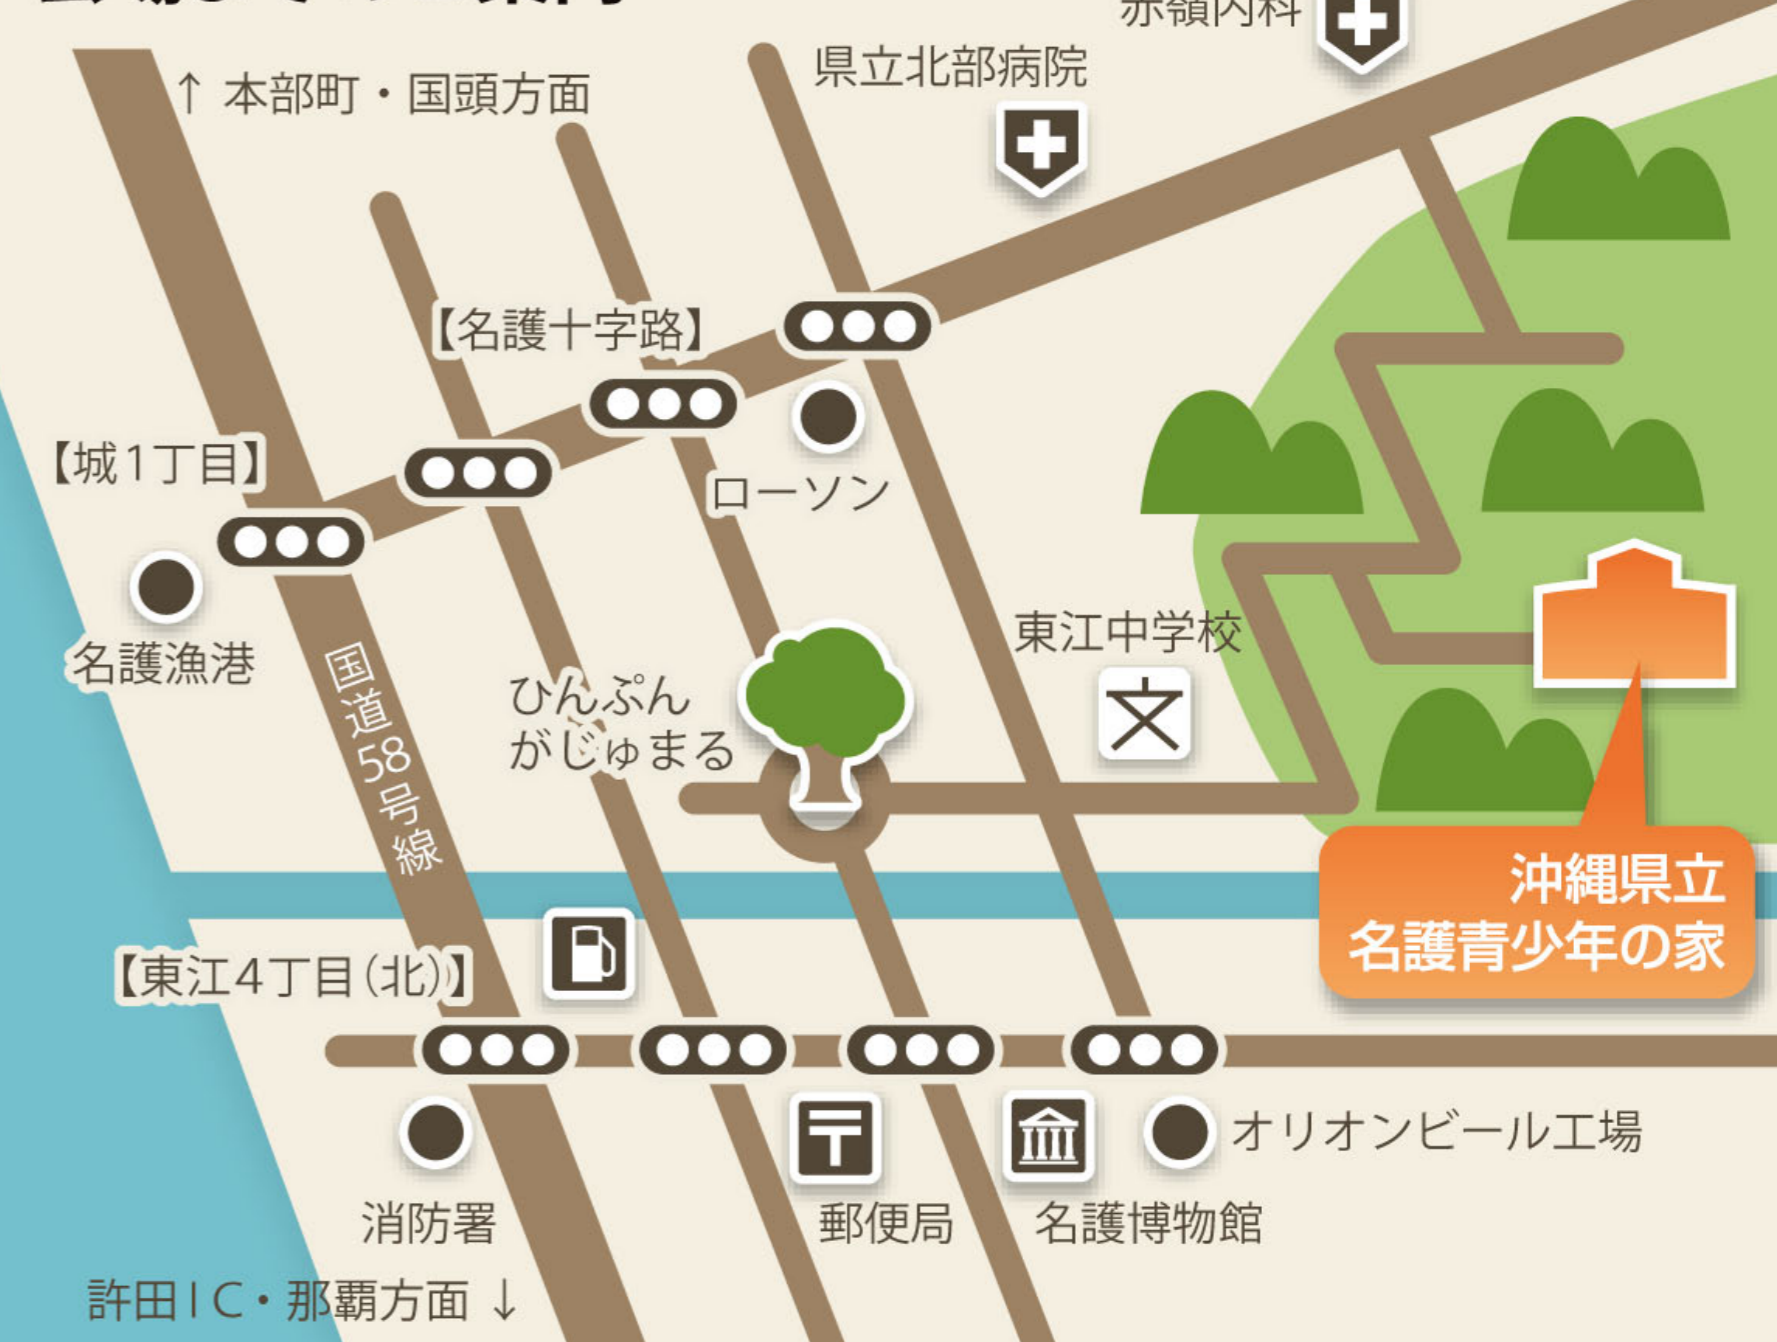 赤嶺内科
県立北部病院
↑ 本部町・国頭方面
【名護十字路】
【城1丁目】
ローソン
名護漁港
東江中学校
国道58号線
ひんぷん
がじゅまる
沖縄県立
名護青少年の家
【東江4丁目(北)】
〒
オリオンビール工場
消防署
郵便局
名護博物館
許田IC・那覇方面 ↓
文